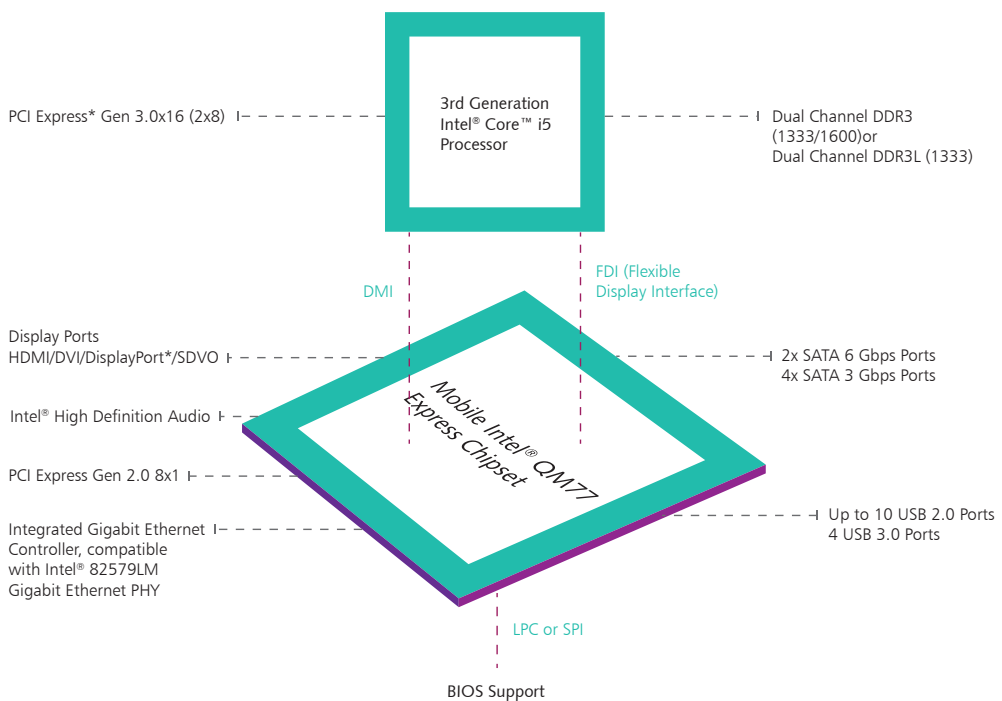 3rd Generation
Intel® Core™ i5
Processor
PCI Express* Gen 3.0x16 (2x8)
Dual Channel DDR3
(1333/1600)or
Dual Channel DDR3L (1333)
DMI
FDI (Flexible
Display Interface)
Display Ports
HDMI/DVI/DisplayPort*/SDVO
2x SATA 6 Gbps Ports
4x SATA 3 Gbps Ports
Mobile Intel® QM77
Express Chipset
Intel® High Definition Audio
PCI Express Gen 2.0 8x1
Integrated Gigabit Ethernet
Controller, compatible
with Intel® 82579LM
Gigabit Ethernet PHY
Up to 10 USB 2.0 Ports
4 USB 3.0 Ports
LPC or SPI
BIOS Support